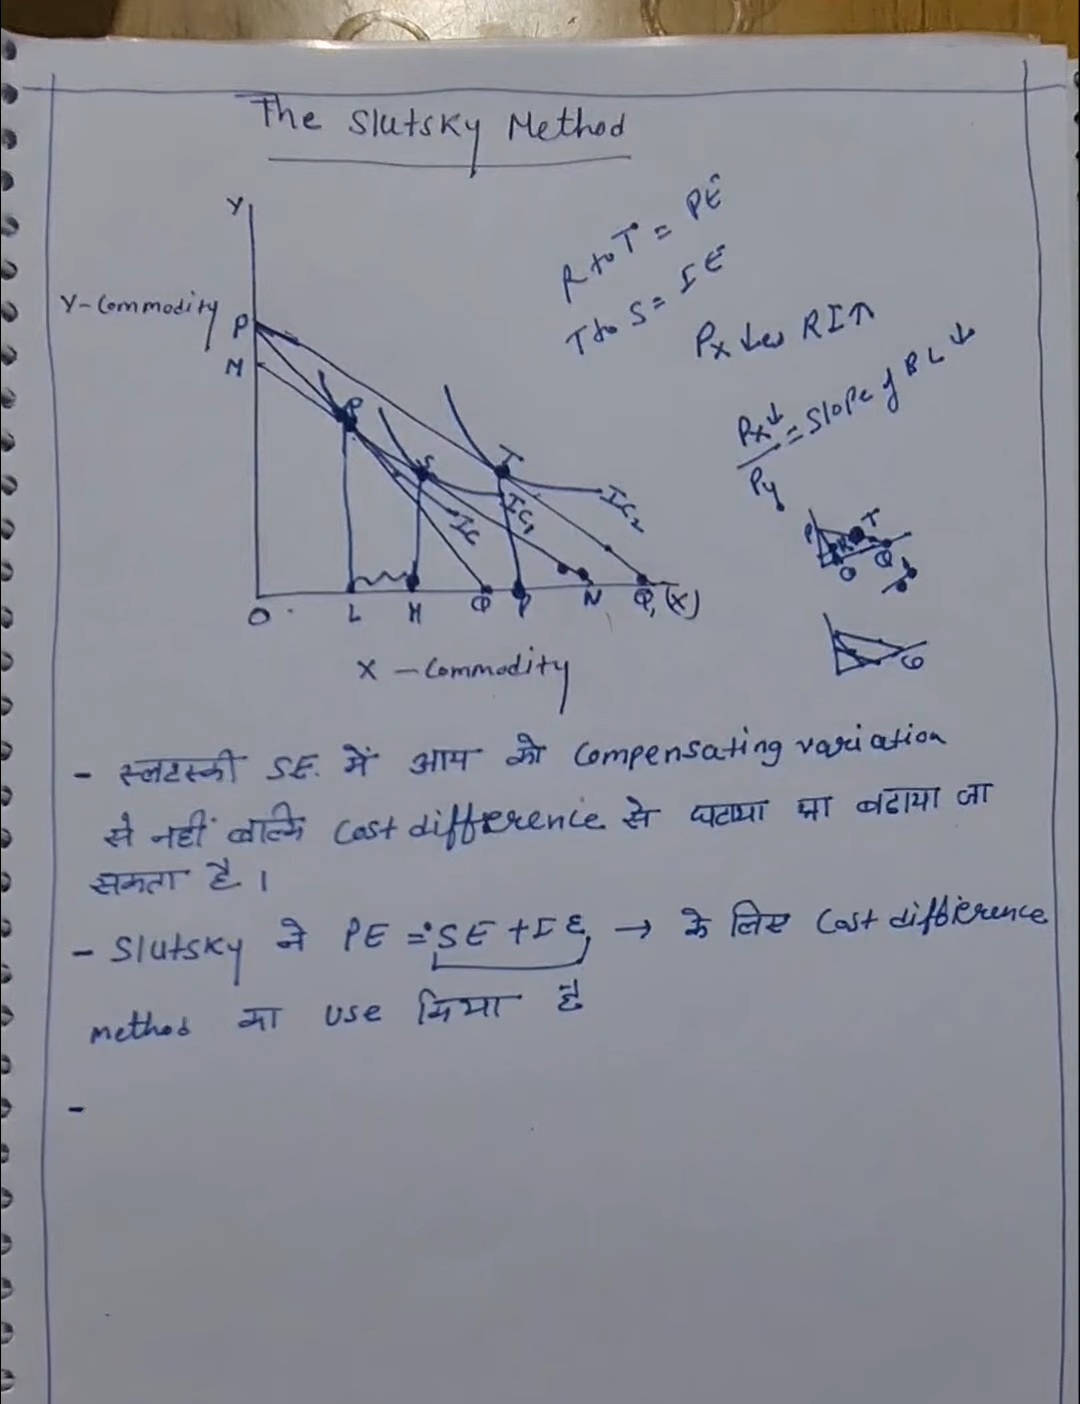 The Slutsky Method
Y
Y-Commodity
P
M
R
S
T
IC
IC1
IC2
O
L
H
Q
P
N
Q1 (X)
X - Commodity
R to T = PE
T to S = IE
Px ↓es RI↑
Px↓ = Slope of BL ↓
Py
P
R
T
Q
Q
- स्लटस्की S.E. में आय को Compensating variation
से नहीं बल्कि Cost difference से घटाया या बढाया जा
सकता है ।
- Slutsky ने PE = SE + IE → के लिए Cost difference
method का use किया है
-